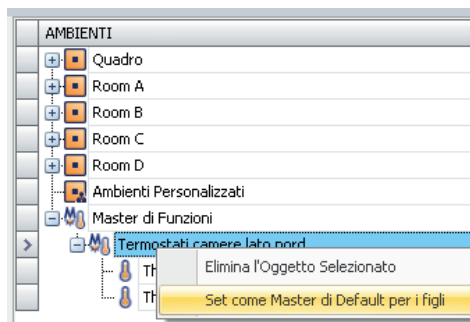 AMBIENTI
Quadro
Room A
Room B
Room C
Room D
Ambienti Personalizzati
Master di Funzioni
Termostati camere lato nord
Elimina l'Oggetto Selezionato
Set come Master di Default per i figli